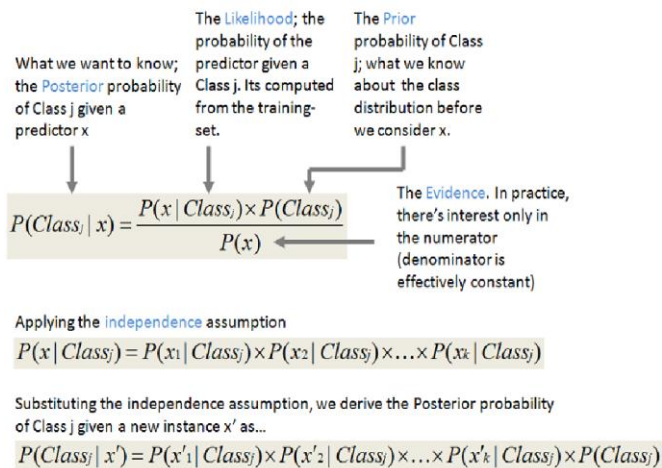 The Likelihood; the
probability of the
predictor given a
Class j. Its computed
from the training-
set.
The Prior
probability of Class
j; what we know
about the class
distribution before
we consider x.
What we want to know;
the Posterior probability
of Class j given a
predictor x
P(Classj | x) = P(x | Classj) × P(Classj) / P(x)
The Evidence. In practice,
there's interest only in
the numerator
(denominator is
effectively constant)
Applying the independence assumption
P(x | Classj) = P(x1 | Classj) × P(x2 | Classj) × … × P(xk | Classj)
Substituting the independence assumption, we derive the Posterior probability
of Class j given a new instance x' as...
P(Classj | x') = P(x'1 | Classj) × P(x'2 | Classj) × … × P(x'k | Classj) × P(Classj)